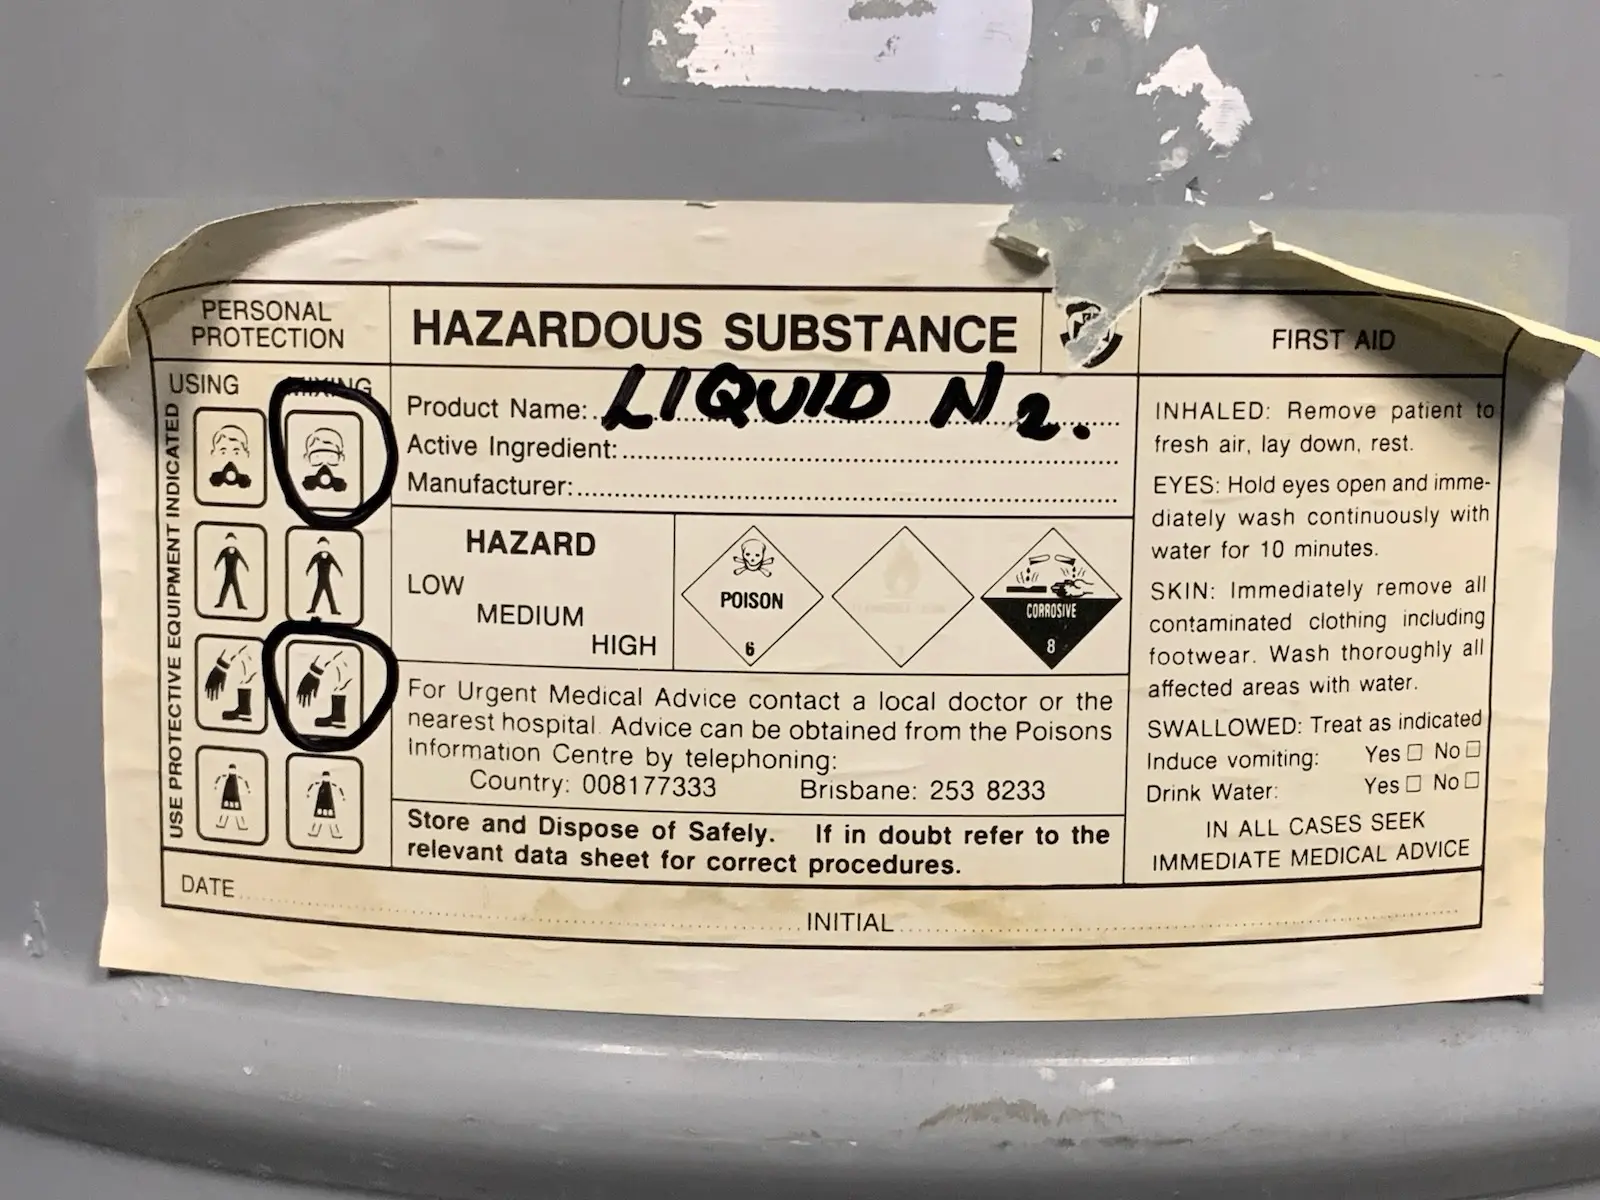 PERSONAL
PROTECTION
USING MIXING
USE PROTECTIVE EQUIPMENT INDICATED
HAZARDOUS SUBSTANCE
Product Name: LIQUID N2.
Active Ingredient:
Manufacturer:
HAZARD
LOW
MEDIUM
HIGH
POISON
6
CORROSIVE
8
For Urgent Medical Advice contact a local doctor or the
nearest hospital. Advice can be obtained from the Poisons
Information Centre by telephoning:
Country: 008177333 Brisbane: 253 8233
Store and Dispose of Safely. If in doubt refer to the
relevant data sheet for correct procedures.
FIRST AID
INHALED: Remove patient to
fresh air, lay down, rest.
EYES: Hold eyes open and imme-
diately wash continuously with
water for 10 minutes.
SKIN: Immediately remove all
contaminated clothing including
footwear. Wash thoroughly all
affected areas with water.
SWALLOWED: Treat as indicated
Induce vomiting: Yes □ No □
Drink Water: Yes □ No □
IN ALL CASES SEEK
IMMEDIATE MEDICAL ADVICE
DATE
INITIAL